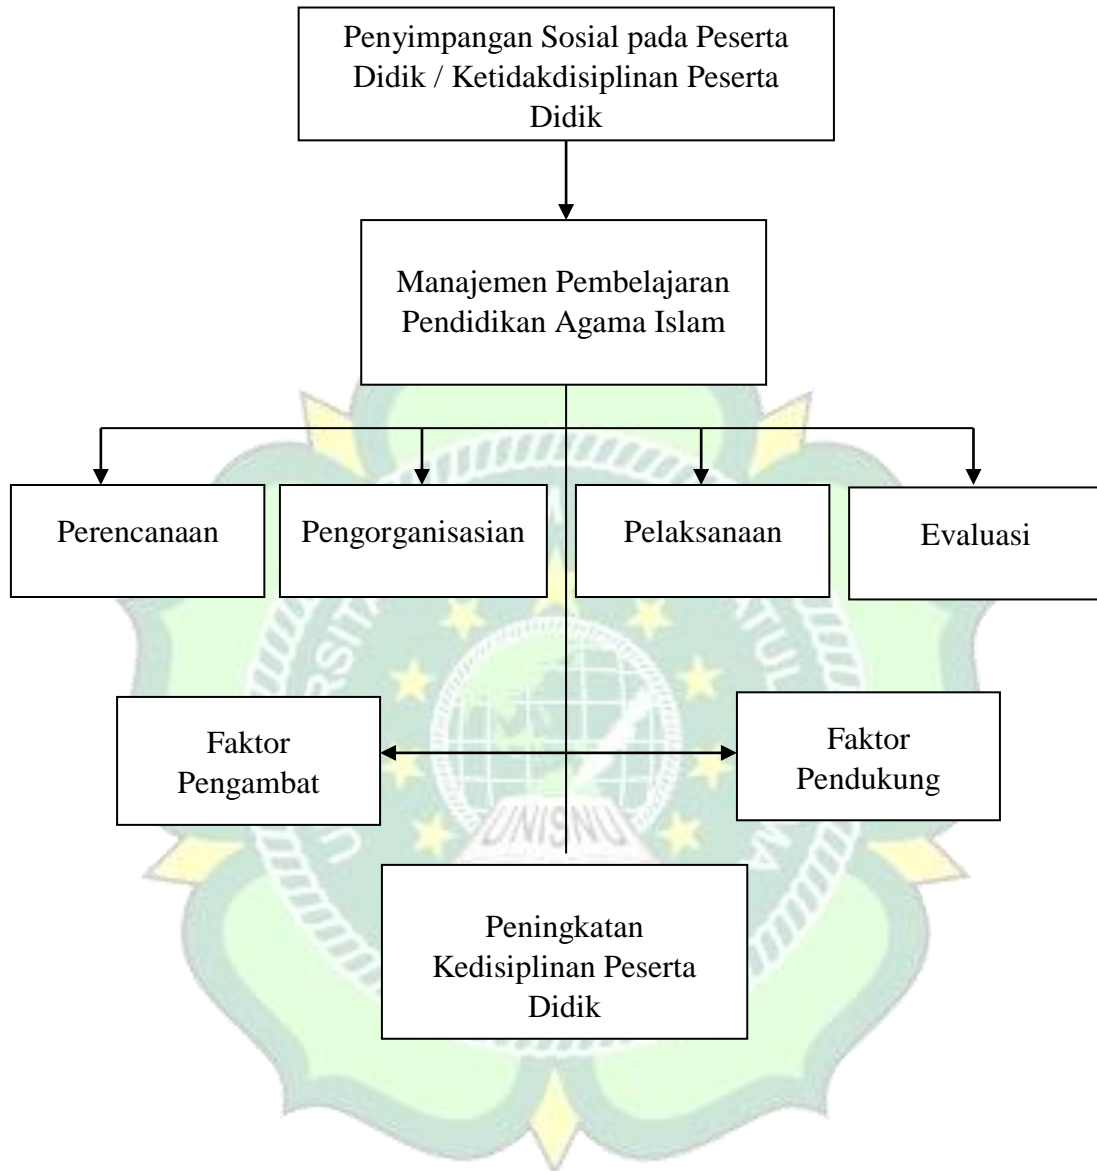 Penyimpangan Sosial pada Peserta
Didik / Ketidakdisiplinan Peserta
Didik
Manajemen Pembelajaran
Pendidikan Agama Islam
Perencanaan
Pengorganisasian
Pelaksanaan
Evaluasi
Faktor
Pengambat
Faktor
Pendukung
UNISNU
Peningkatan
Kedisiplinan Peserta
Didik